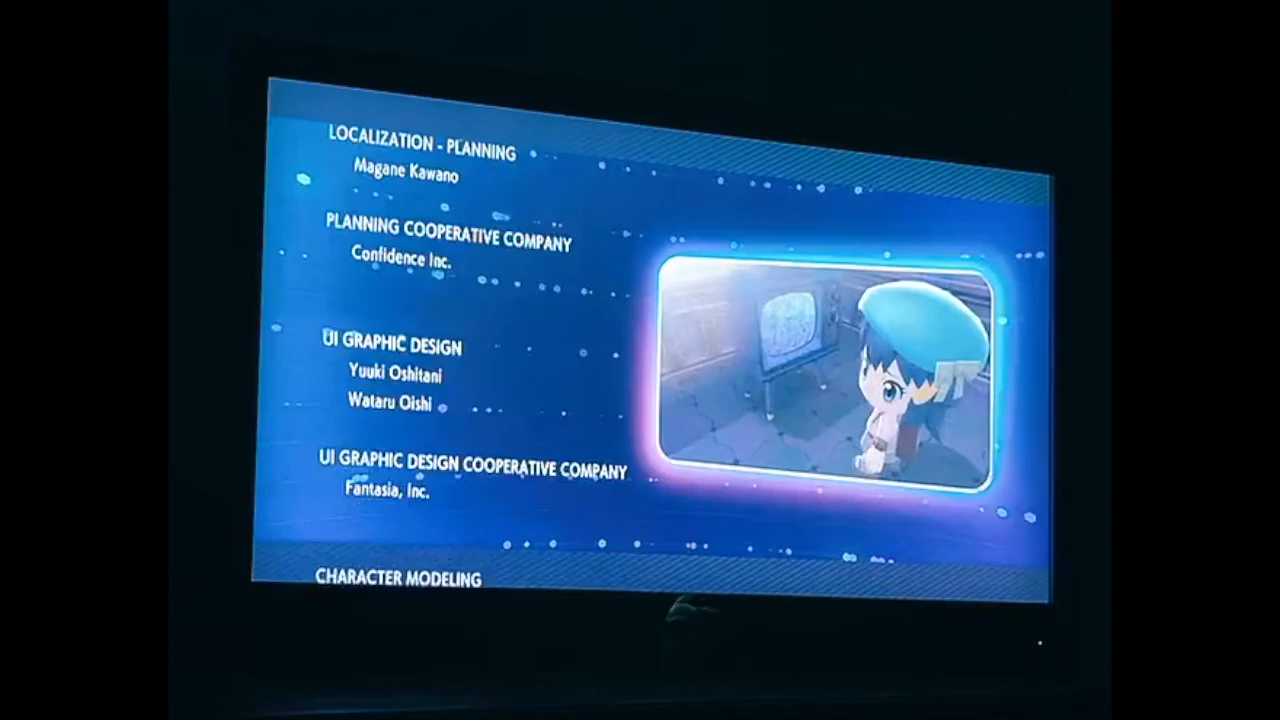 LOCALIZATION - PLANNING
Magane Kawano
PLANNING COOPERATIVE COMPANY
Confidence Inc.
UI GRAPHIC DESIGN
Yuuki Oshitani
Wataru Oishi
UI GRAPHIC DESIGN COOPERATIVE COMPANY
Fantasia, Inc.
CHARACTER MODELING